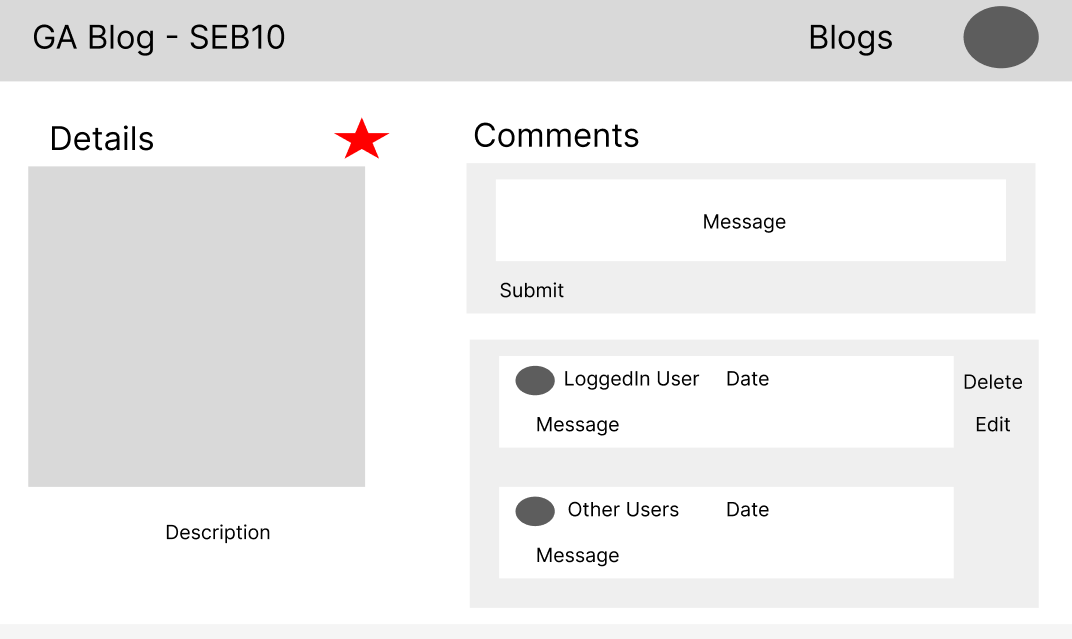 GA Blog - SEB10
Blogs
Details
Description
Comments
Message
Submit
LoggedIn User Date
Message
Delete
Edit
Other Users Date
Message